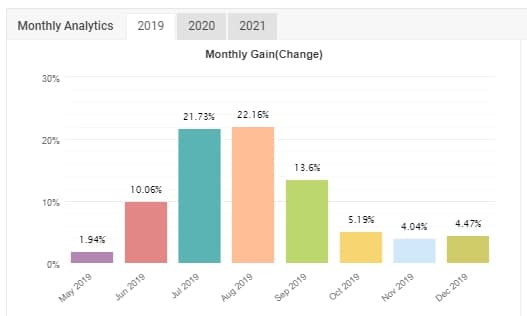 Monthly Analytics 2019 2020 2021
Monthly Gain(Change)
30%
20%
10%
0%
1.94%
10.06%
21.73%
22.16%
13.6%
5.19%
4.04%
4.47%
May 2019
Jun 2019
Jul 2019
Aug 2019
Sep 2019
Oct 2019
Nov 2019
Dec 2019